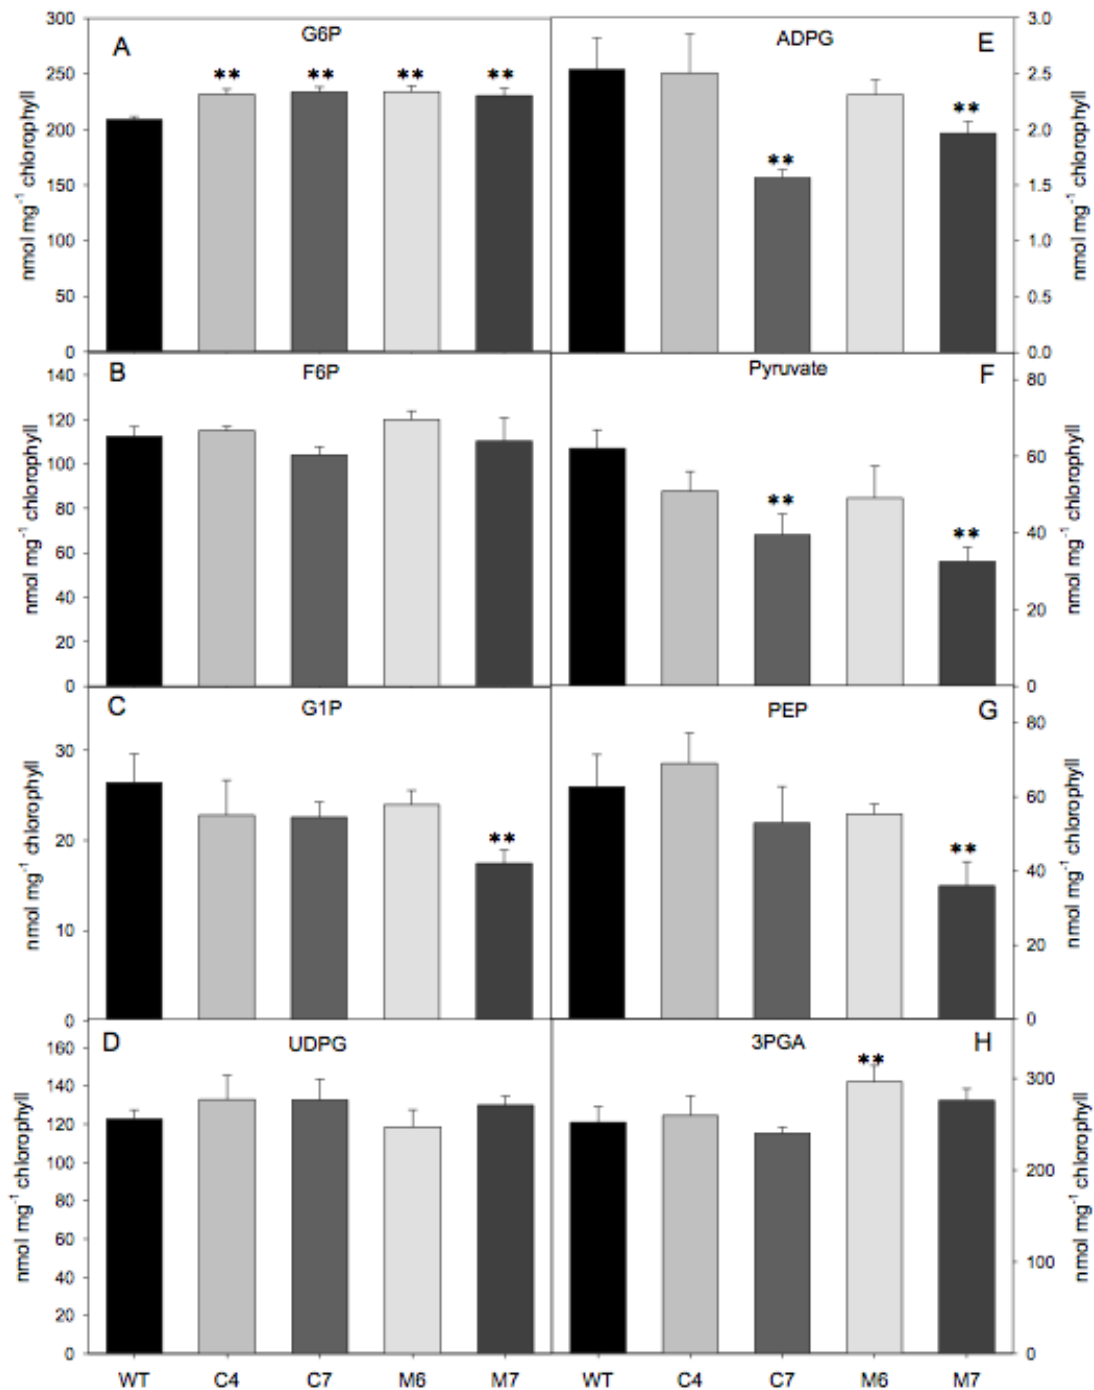 A
G6P
** ** ** **
300
250
200
150
100
50
0
nmol mg-1 chlorophyll
ADPG
E
**
**
3.0
2.5
2.0
1.5
1.0
0.5
0.0
nmol mg-1 chlorophyll
B
F6P
140
120
100
80
60
40
20
0
nmol mg-1 chlorophyll
Pyruvate
F
**
**
80
60
40
20
0
nmol mg-1 chlorophyll
C
G1P
**
30
20
10
0
nmol mg-1 chlorophyll
PEP
G
**
80
60
40
20
0
nmol mg-1 chlorophyll
D
UDPG
160
140
120
100
80
60
40
20
0
nmol mg-1 chlorophyll
3PGA
H
**
300
200
100
0
nmol mg-1 chlorophyll
WT C4 C7 M6 M7 WT C4 C7 M6 M7